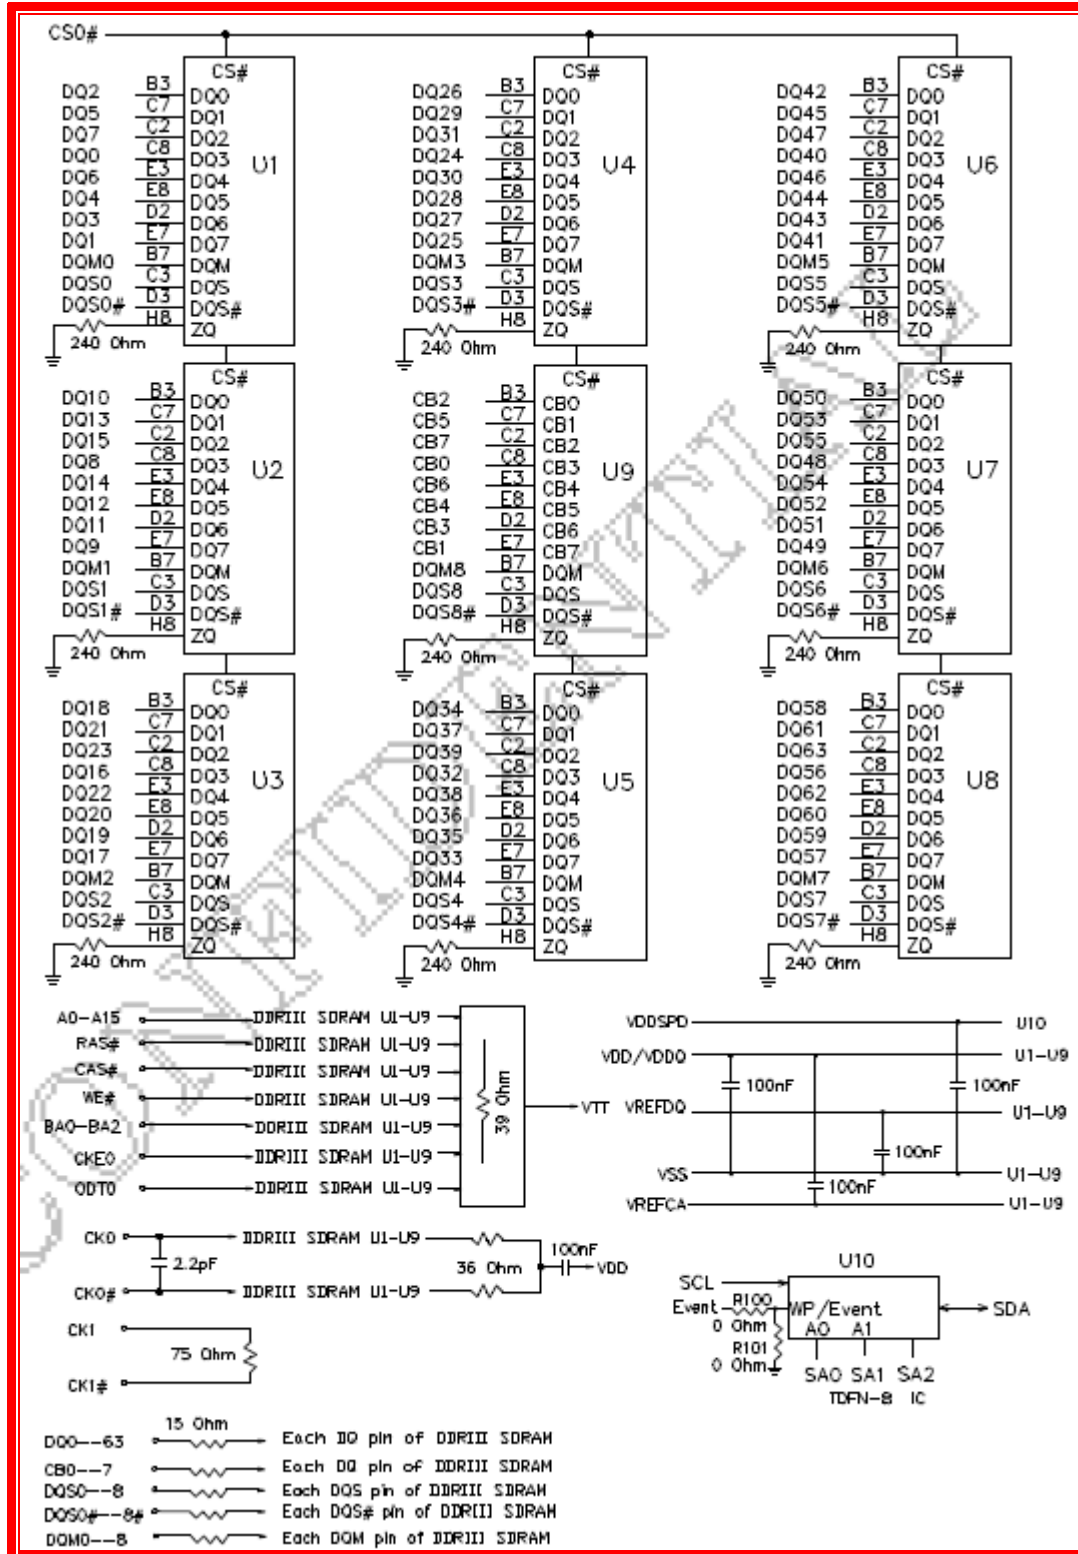 CS0#
CS#
DQ2 B3 DQ0
DQ5 C7 DQ1
DQ7 C2 DQ2
DQ0 C8 DQ3
DQ6 E3 DQ4
DQ4 E8 DQ5
DQ3 D2 DQ6
DQ1 E7 DQ7
DQM0 B7 DQM
DQS0 C3 DQS
DQS0# D3 DQS#
H8 ZQ
240 Ohm
U1
CS#
DQ26 B3 DQ0
DQ29 C7 DQ1
DQ31 C2 DQ2
DQ24 C8 DQ3
DQ30 E3 DQ4
DQ28 E8 DQ5
DQ27 D2 DQ6
DQ25 E7 DQ7
DQM3 B7 DQM
DQS3 C3 DQS
DQS3# D3 DQS#
H8 ZQ
240 Ohm
U4
CS#
DQ42 B3 DQ0
DQ45 C7 DQ1
DQ47 C2 DQ2
DQ40 C8 DQ3
DQ46 E3 DQ4
DQ44 E8 DQ5
DQ43 D2 DQ6
DQ41 E7 DQ7
DQM5 B7 DQM
DQS5 C3 DQS
DQS5# D3 DQS#
H8 ZQ
240 Ohm
U6
CS#
DQ10 B3 DQ0
DQ13 C7 DQ1
DQ15 C2 DQ2
DQ8 C8 DQ3
DQ14 E3 DQ4
DQ12 E8 DQ5
DQ11 D2 DQ6
DQ9 E7 DQ7
DQM1 B7 DQM
DQS1 C3 DQS
DQS1# D3 DQS#
H8 ZQ
240 Ohm
U2
CS#
CB2 B3 CB0
CB5 C7 CB1
CB7 C2 CB2
CB0 C8 CB3
CB6 E3 CB4
CB4 E8 CB5
CB3 D2 CB6
CB1 E7 CB7
DQM8 B7 DQM
DQS8 C3 DQS
DQS8# D3 DQS#
H8 ZQ
240 Ohm
U9
CS#
DQ50 B3 DQ0
DQ53 C7 DQ1
DQ55 C2 DQ2
DQ48 C8 DQ3
DQ54 E3 DQ4
DQ52 E8 DQ5
DQ51 D2 DQ6
DQ49 E7 DQ7
DQM6 B7 DQM
DQS6 C3 DQS
DQS6# D3 DQS#
H8 ZQ
240 Ohm
U7
CS#
DQ18 B3 DQ0
DQ21 C7 DQ1
DQ23 C2 DQ2
DQ16 C8 DQ3
DQ22 E3 DQ4
DQ20 E8 DQ5
DQ19 D2 DQ6
DQ17 E7 DQ7
DQM2 B7 DQM
DQS2 C3 DQS
DQS2# D3 DQS#
H8 ZQ
240 Ohm
U3
CS#
DQ34 B3 DQ0
DQ37 C7 DQ1
DQ39 C2 DQ2
DQ32 C8 DQ3
DQ38 E3 DQ4
DQ36 E8 DQ5
DQ35 D2 DQ6
DQ33 E7 DQ7
DQM4 B7 DQM
DQS4 C3 DQS
DQS4# D3 DQS#
H8 ZQ
240 Ohm
U5
CS#
DQ58 B3 DQ0
DQ61 C7 DQ1
DQ63 C2 DQ2
DQ56 C8 DQ3
DQ62 E3 DQ4
DQ60 E8 DQ5
DQ59 D2 DQ6
DQ57 E7 DQ7
DQM7 B7 DQM
DQS7 C3 DQS
DQS7# D3 DQS#
H8 ZQ
240 Ohm
U8
A0-A15 DDRIII SDRAM U1-U9
RAS# DDRIII SDRAM U1-U9
CAS# DDRIII SDRAM U1-U9
WE# DDRIII SDRAM U1-U9
BA0-BA2 DDRIII SDRAM U1-U9
CKE0 DDRIII SDRAM U1-U9
ODT0 DDRIII SDRAM U1-U9
39 Ohm
VTT
VDDSPD U10
VDD/VDDQ U1-U9
100nF 100nF
VREFDQ U1-U9
100nF
VSS U1-U9
100nF
VREFCA U1-U9
CK0 DDRIII SDRAM U1-U9
2.2pF 36 Ohm 100nF VDD
CK0# DDRIII SDRAM U1-U9
CK1
75 Ohm
CK1#
U10
SCL
Event R100 WP/Event SDA
0 Ohm A0 A1
R101
0 Ohm
SA0 SA1 SA2
TDFN-8 IC
15 Ohm
DQ0--63 Each DQ pin of DDRIII SDRAM
CB0--7 Each DQ pin of DDRIII SDRAM
DQS0--8 Each DQS pin of DDRIII SDRAM
DQS0#--8# Each DQS# pin of DDRIII SDRAM
DQM0--8 Each DQM pin of DDRIII SDRAM
CONFIDENTIAL